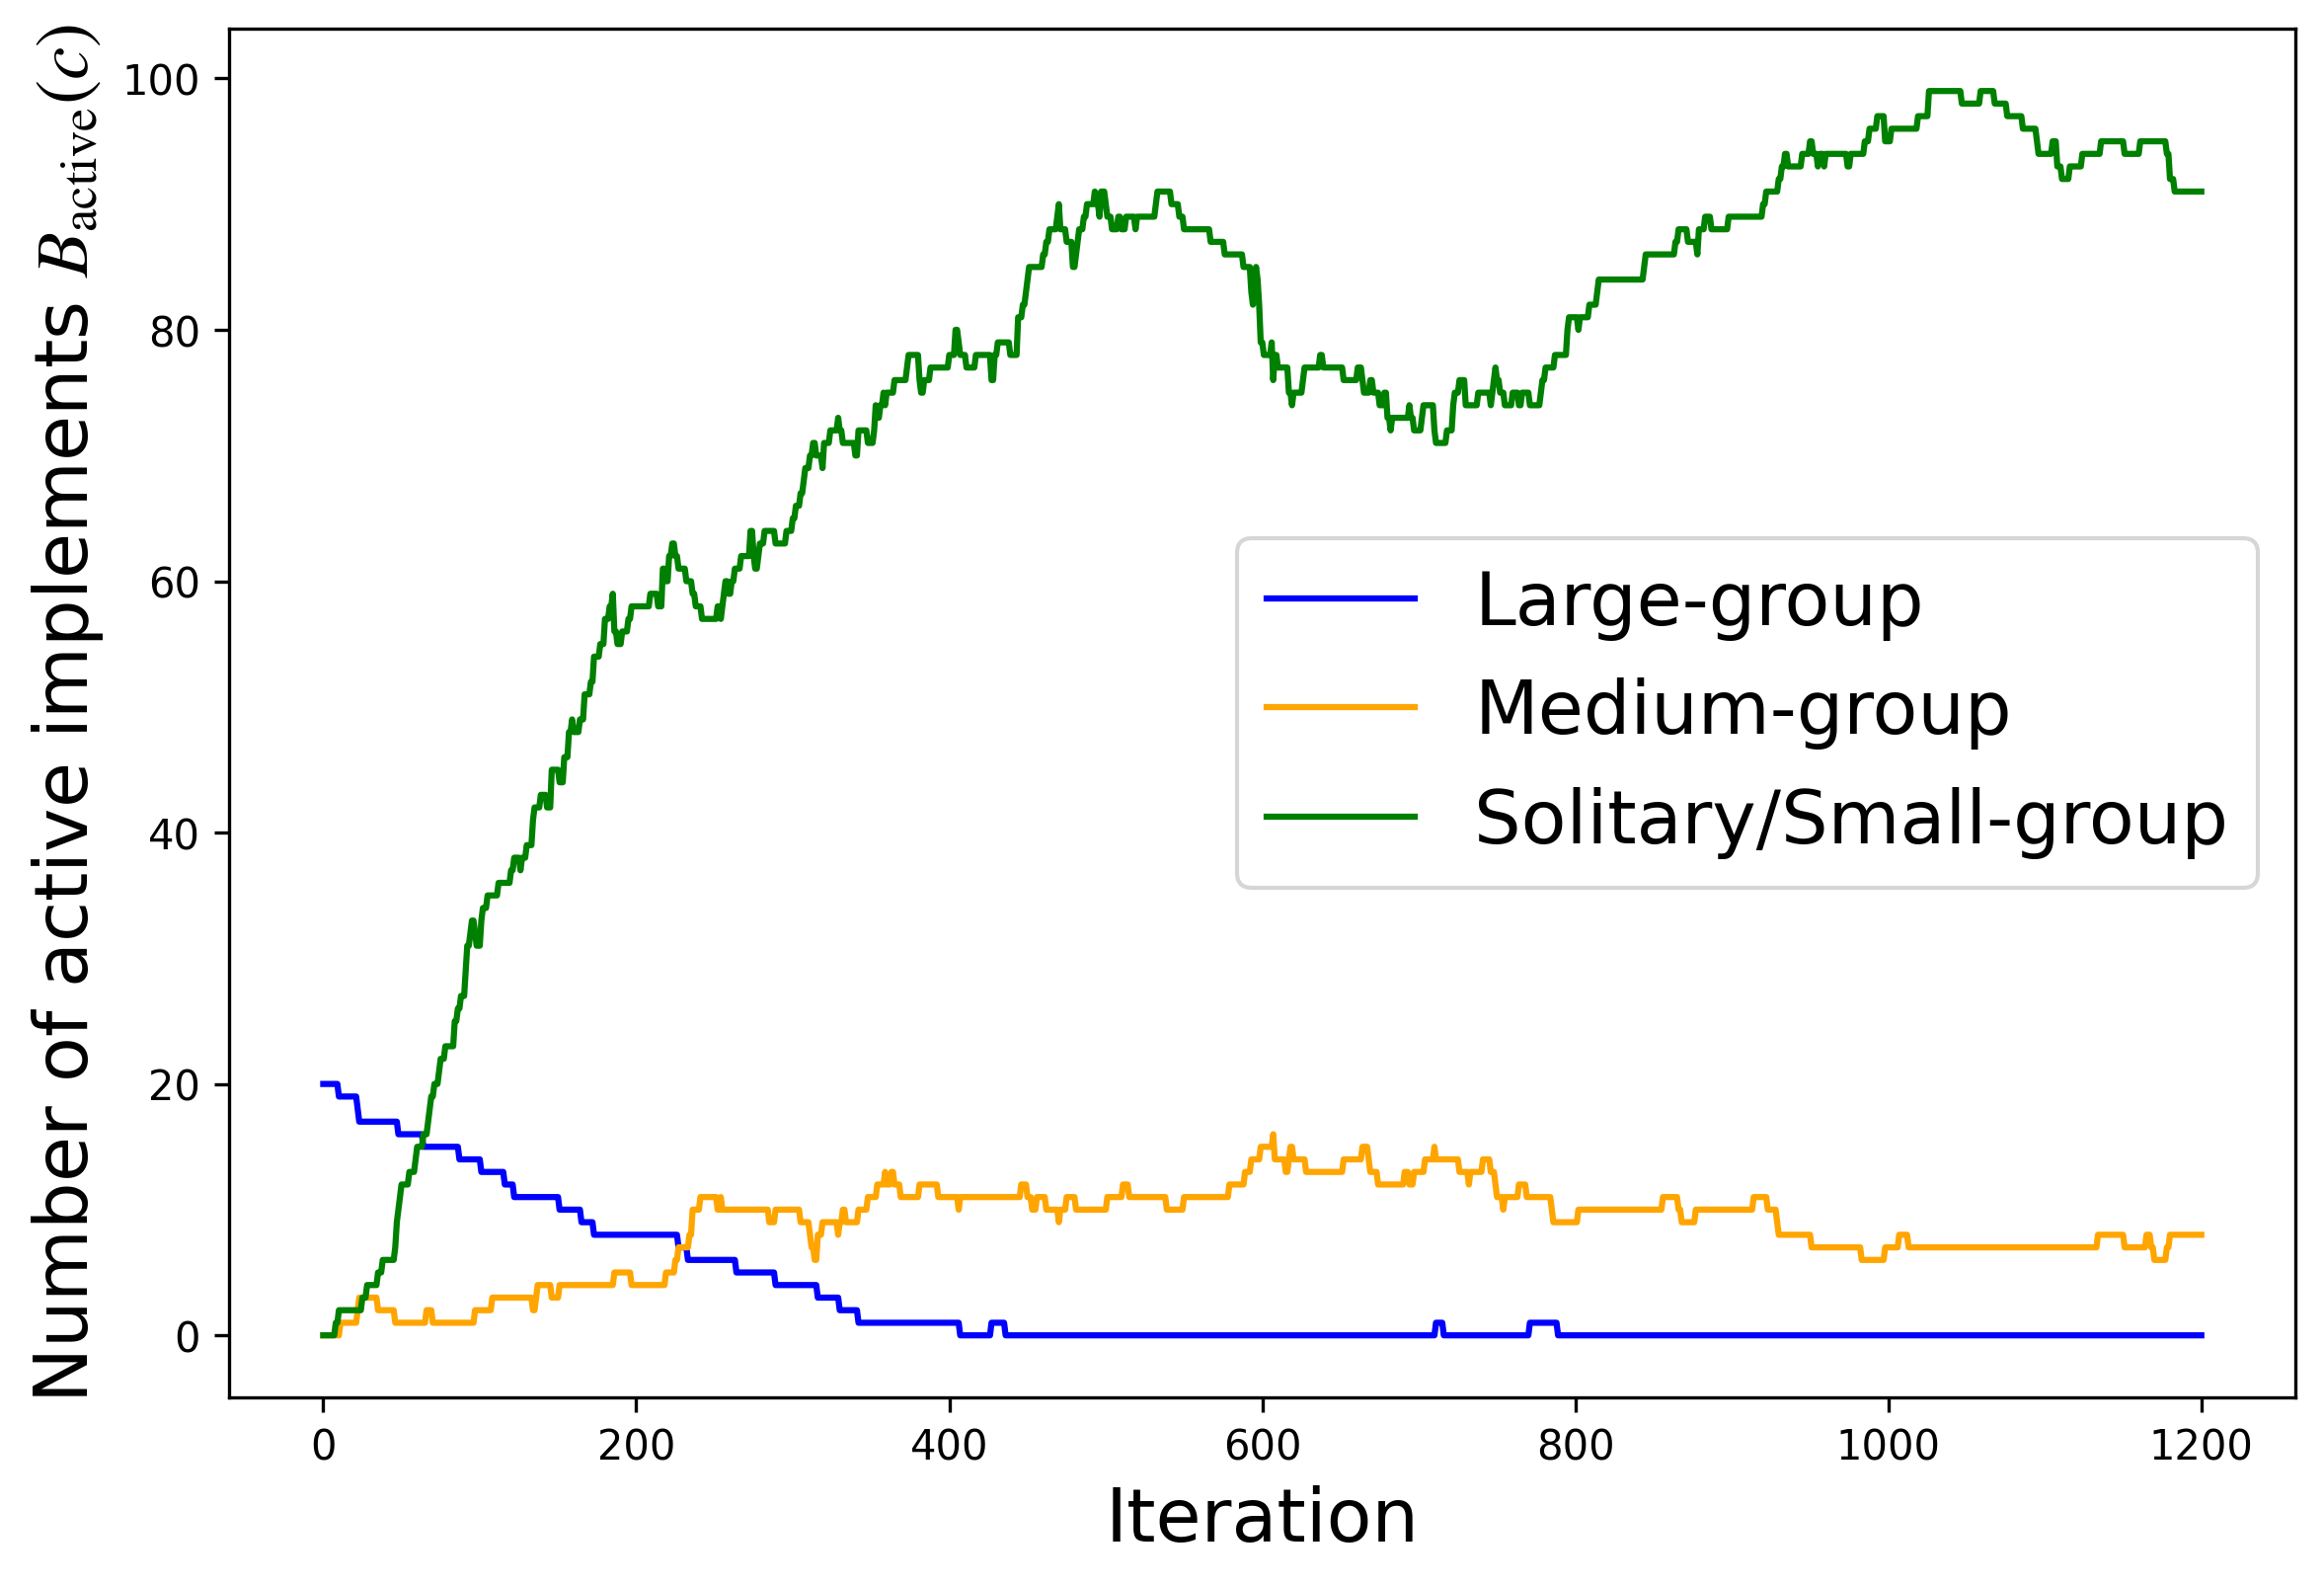 Number of active implements B_active(c)
100
80
60
40
20
0
Large-group
Medium-group
Solitary/Small-group
0 200 400 600 800 1000 1200
Iteration